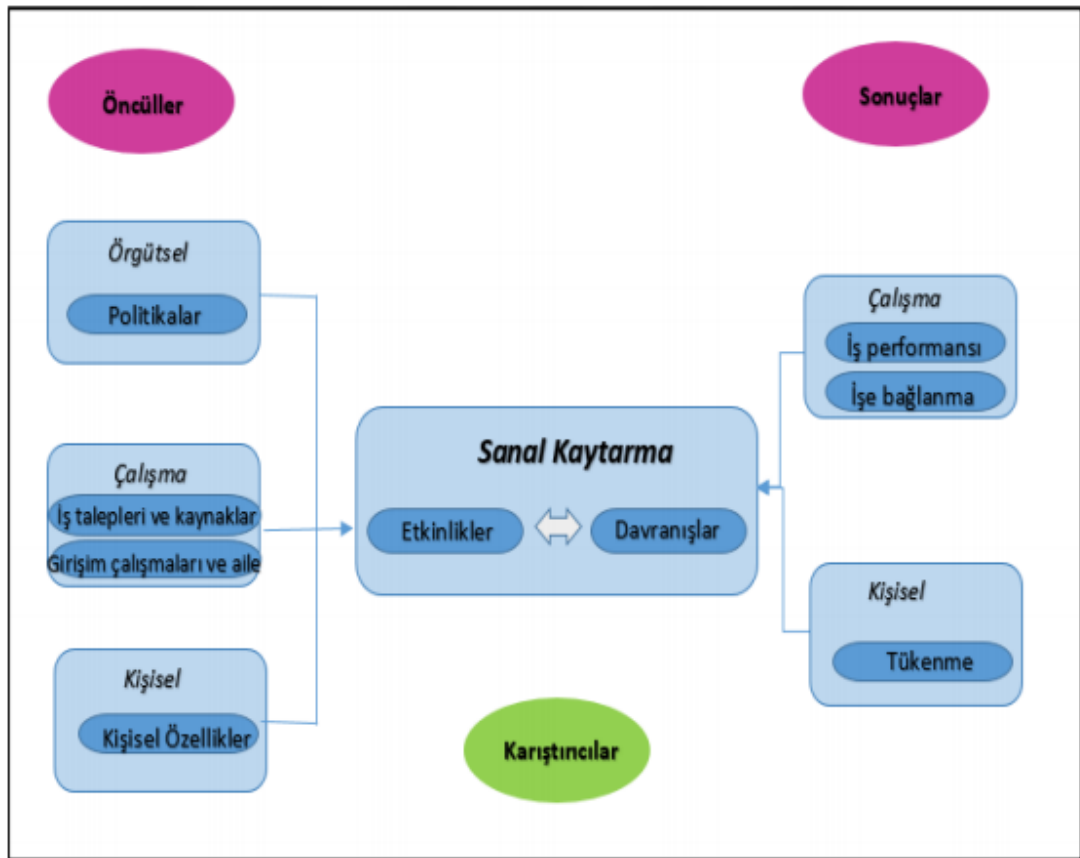 Öncüller
Sonuçlar
Örgütsel
Politikalar
Çalışma
İş talepleri ve kaynaklar
Girişim çalışmaları ve aile
Kişisel
Kişisel Özellikler
Sanal Kaytarma
Etkinlikler
Davranışlar
Çalışma
İş performansı
İşe bağlanma
Kişisel
Tükenme
Karıştıncılar